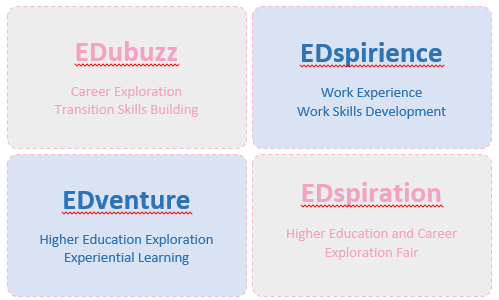 EDubuzz
Career Exploration
Transition Skills Building
EDspirience
Work Experience
Work Skills Development
EDventure
Higher Education Exploration
Experiential Learning
EDspiration
Higher Education and Career
Exploration Fair